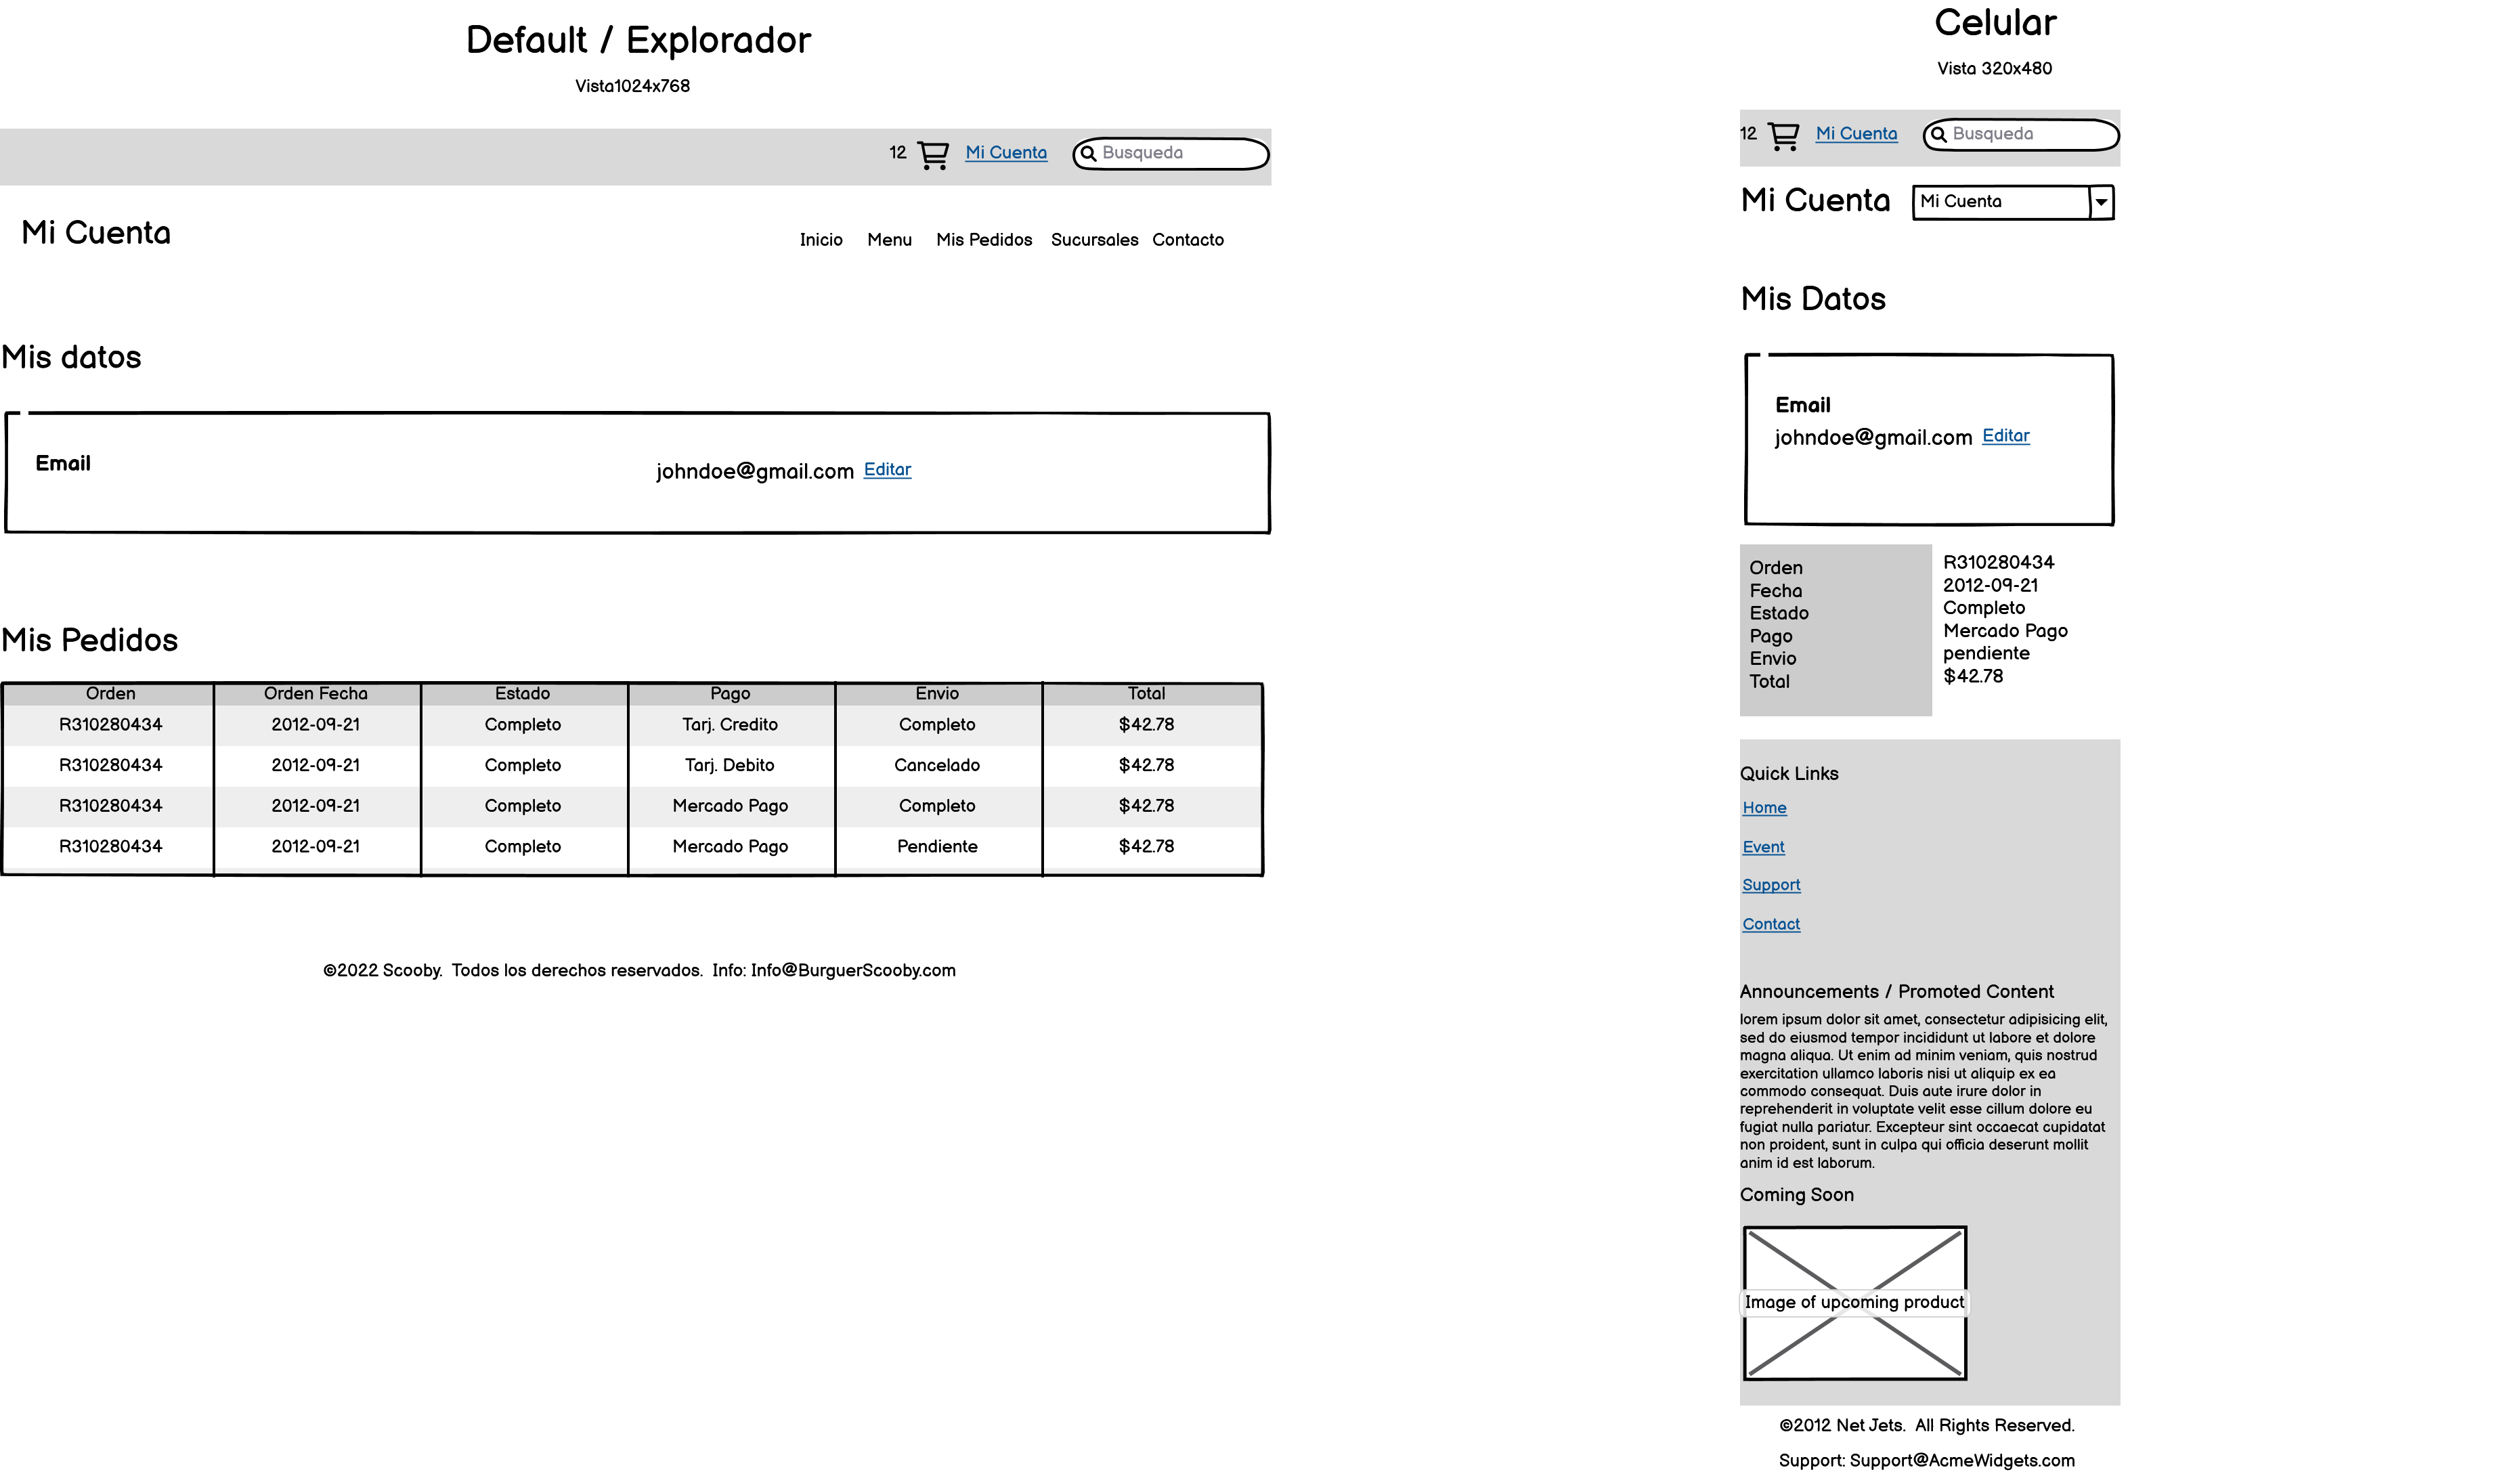 Default / Explorador
Vista1024x768
12 Mi Cuenta Busqueda
Mi Cuenta
Inicio Menu Mis Pedidos Sucursales Contacto
Mis datos
Email
johndoe@gmail.com Editar
Mis Pedidos
Orden Orden Fecha Estado Pago Envio Total
R310280434 2012-09-21 Completo Tarj. Credito Completo $42.78
R310280434 2012-09-21 Completo Tarj. Debito Cancelado $42.78
R310280434 2012-09-21 Completo Mercado Pago Completo $42.78
R310280434 2012-09-21 Completo Mercado Pago Pendiente $42.78
©2022 Scooby. Todos los derechos reservados. Info: Info@BurguerScooby.com
Celular
Vista 320x480
12 Mi Cuenta Busqueda
Mi Cuenta Mi Cuenta
Mis Datos
Email
johndoe@gmail.com Editar
Orden R310280434
Fecha 2012-09-21
Estado Completo
Pago Mercado Pago
Envio pendiente
Total $42.78
Quick Links
Home
Event
Support
Contact
Announcements / Promoted Content
lorem ipsum dolor sit amet, consectetur adipisicing elit,
sed do eiusmod tempor incididunt ut labore et dolore
magna aliqua. Ut enim ad minim veniam, quis nostrud
exercitation ullamco laboris nisi ut aliquip ex ea
commodo consequat. Duis aute irure dolor in
reprehenderit in voluptate velit esse cillum dolore eu
fugiat nulla pariatur. Excepteur sint occaecat cupidatat
non proident, sunt in culpa qui officia deserunt mollit
anim id est laborum.
Coming Soon
Image of upcoming product
©2012 Net Jets. All Rights Reserved.
Support: Support@AcmeWidgets.com